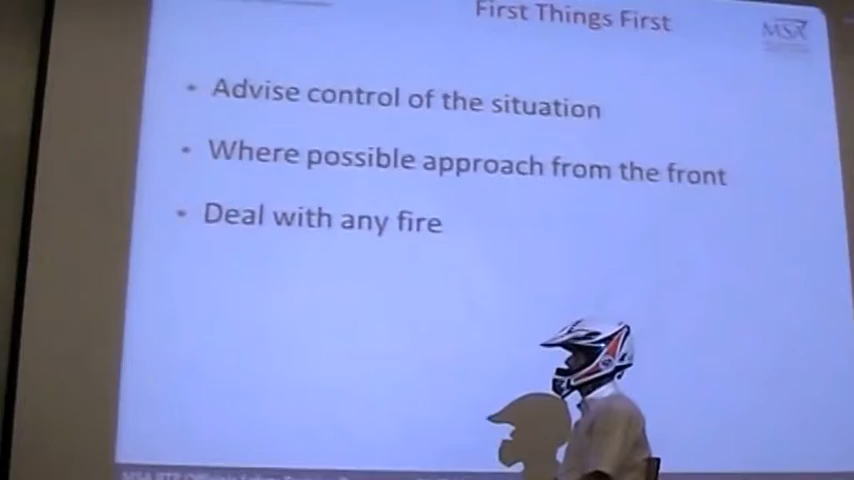 First Things First
MSA
• Advise control of the situation
• Where possible approach from the front
• Deal with any fire